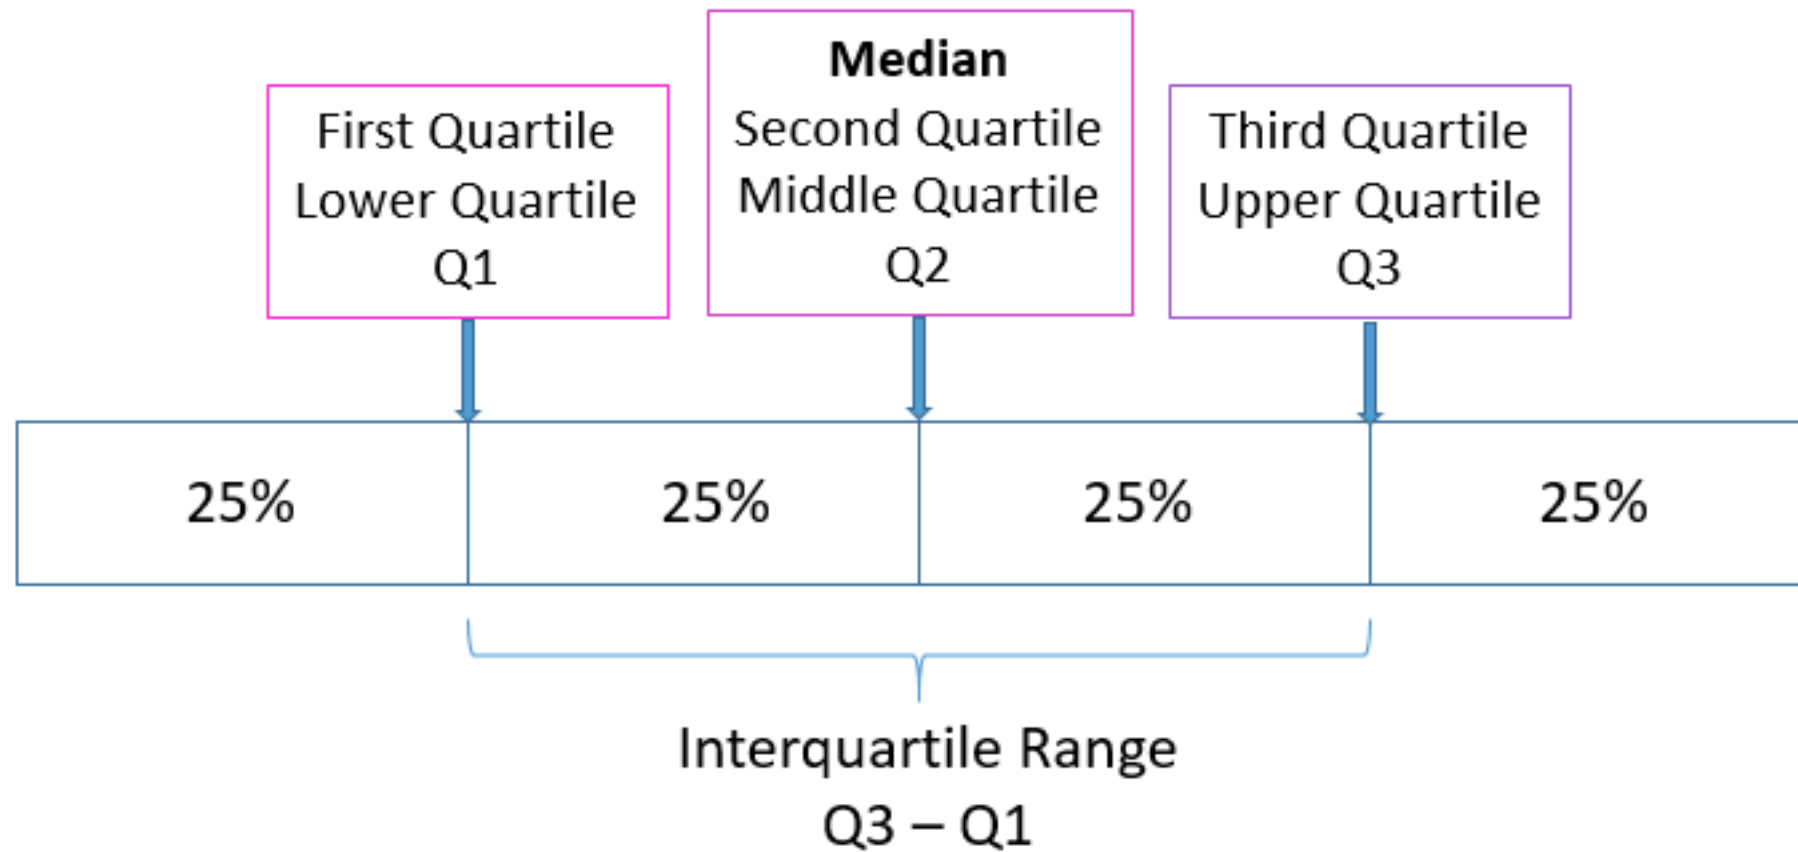 Median
Second Quartile
Middle Quartile
Q2
First Quartile
Lower Quartile
Q1
Third Quartile
Upper Quartile
Q3
25%
25%
25%
25%
Interquartile Range
Q3 – Q1